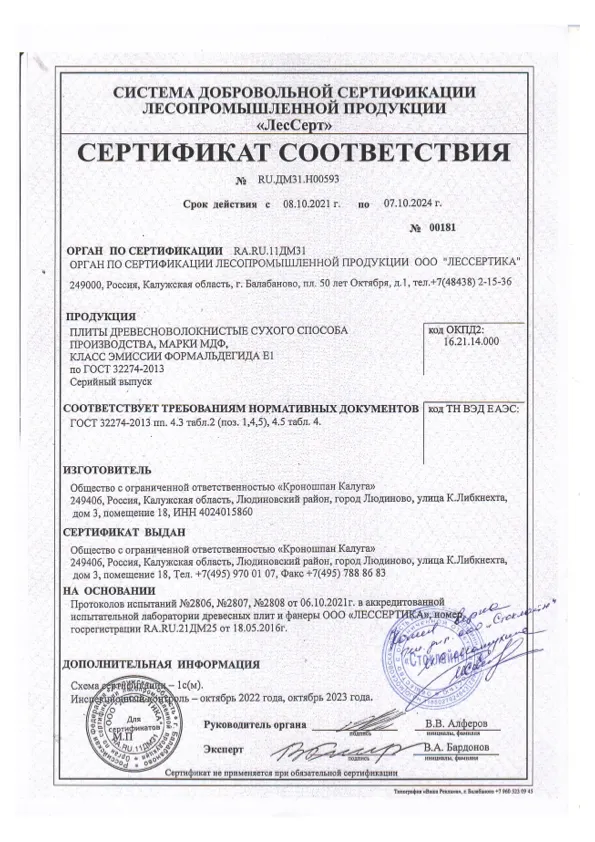 СИСТЕМА ДОБРОВОЛЬНОЙ СЕРТИФИКАЦИИ
ЛЕСОПРОМЫШЛЕННОЙ ПРОДУКЦИИ
«ЛесСерт»
СЕРТИФИКАТ СООТВЕТСТВИЯ
№ RU.ДМ31.Н00593
Срок действия с 08.10.2021 г. по 07.10.2024 г.
№ 00181
ОРГАН ПО СЕРТИФИКАЦИИ RA.RU.11ДМ31
ОРГАН ПО СЕРТИФИКАЦИИ ЛЕСОПРОМЫШЛЕННОЙ ПРОДУКЦИИ ООО "ЛЕССЕРТИКА"
249000, Россия, Калужская область, г. Балабаново, пл. 50 лет Октября, д.1, тел.+7(48438) 2-15-36
ПРОДУКЦИЯ
ПЛИТЫ ДРЕВЕСНОВОЛОКНИСТЫЕ СУХОГО СПОСОБА
ПРОИЗВОДСТВА, МАРКИ МДФ,
КЛАСС ЭМИССИИ ФОРМАЛЬДЕГИДА Е1
по ГОСТ 32274-2013
Серийный выпуск
код ОКПД2:
16.21.14.000
СООТВЕТСТВУЕТ ТРЕБОВАНИЯМ НОРМАТИВНЫХ ДОКУМЕНТОВ
ГОСТ 32274-2013 пп. 4.3 табл.2 (поз. 1,4,5), 4.5 табл. 4.
код ТН ВЭД ЕАЭС:
ИЗГОТОВИТЕЛЬ
Общество с ограниченной ответственностью «Кроношпан Калуга»
249406, Россия, Калужская область, Людиновский район, город Людиново, улица К.Либкнехта,
дом 3, помещение 18, ИНН 4024015860
СЕРТИФИКАТ ВЫДАН
Общество с ограниченной ответственностью «Кроношпан Калуга»
249406, Россия, Калужская область, Людиновский район, город Людиново, улица К.Либкнехта,
дом 3, помещение 18, Тел. +7(495) 970 01 07, Факс +7(495) 788 86 83
НА ОСНОВАНИИ
Протоколов испытаний №2806, №2807, №2808 от 06.10.2021г. в аккредитованной
испытательной лаборатории древесных плит и фанеры ООО «ЛЕССЕРТИКА», номер
госрегистрации RA.RU.21ДМ25 от 18.05.2016г.
Копия верна
ООО «Стеклайн»
«Стеклайн»
ДОПОЛНИТЕЛЬНАЯ ИНФОРМАЦИЯ
Схема сертификации – 1с(м).
Инспекционный контроль – октябрь 2022 года, октябрь 2023 года.
Для
сертификатов
М.П
RA.RU.11ДМ31
Руководитель органа
подпись
В.В. Алферов
инициалы, фамилия
Эксперт
подпись
В.А. Бардонов
инициалы, фамилия
Сертификат не применяется при обязательной сертификации